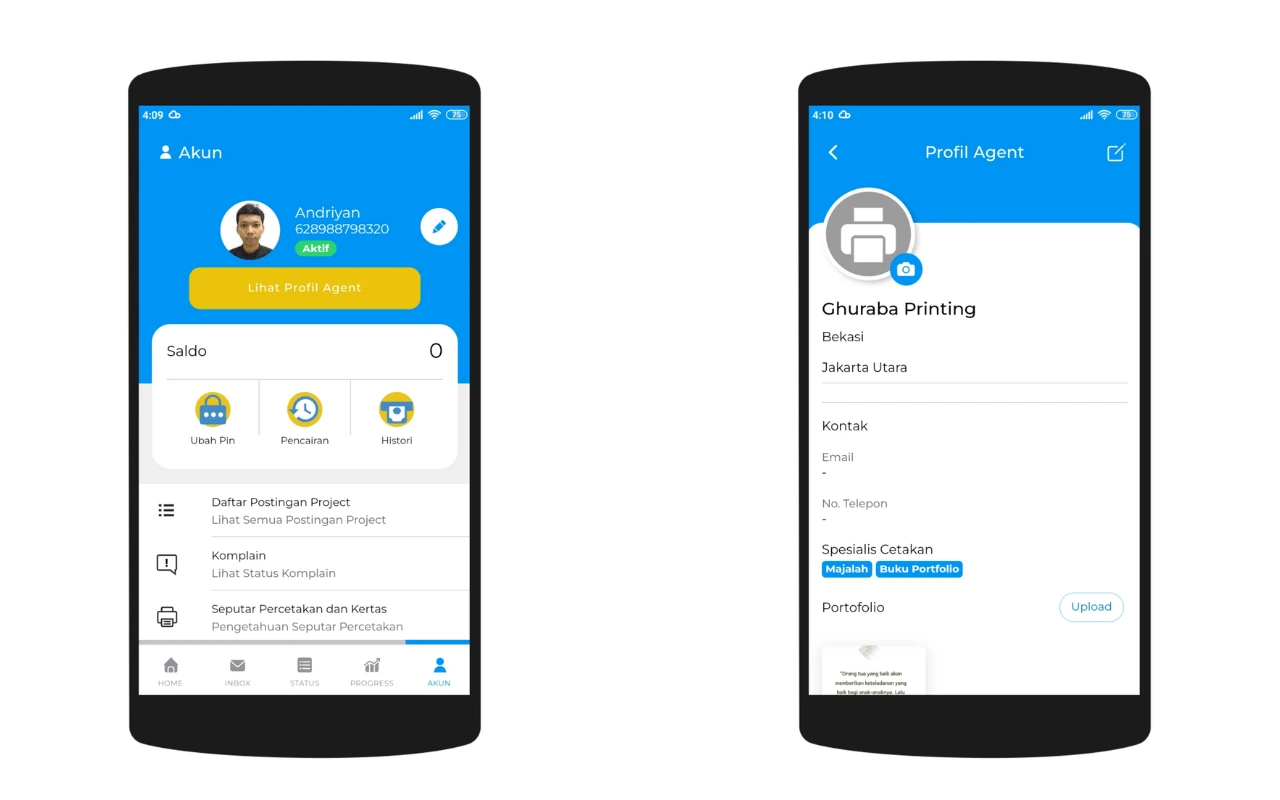 4:09
75
Akun
Andriyan
628988798320
Aktif
Lihat Profil Agent
Saldo
0
Ubah Pin
Pencairan
Histori
Daftar Postingan Project
Lihat Semua Postingan Project
Komplain
Lihat Status Komplain
Seputar Percetakan dan Kertas
Pengetahuan Seputar Percetakan
HOME
INBOX
STATUS
PROGRESS
AKUN
4:10
75
Profil Agent
Ghuraba Printing
Bekasi
Jakarta Utara
Kontak
Email
-
No. Telepon
-
Spesialis Cetakan
Majalah Buku Portfolio
Portofolio
Upload
"Orang tua yang baik akan
memberikan keteladanan yang
baik bagi anak-anaknya. Lalu